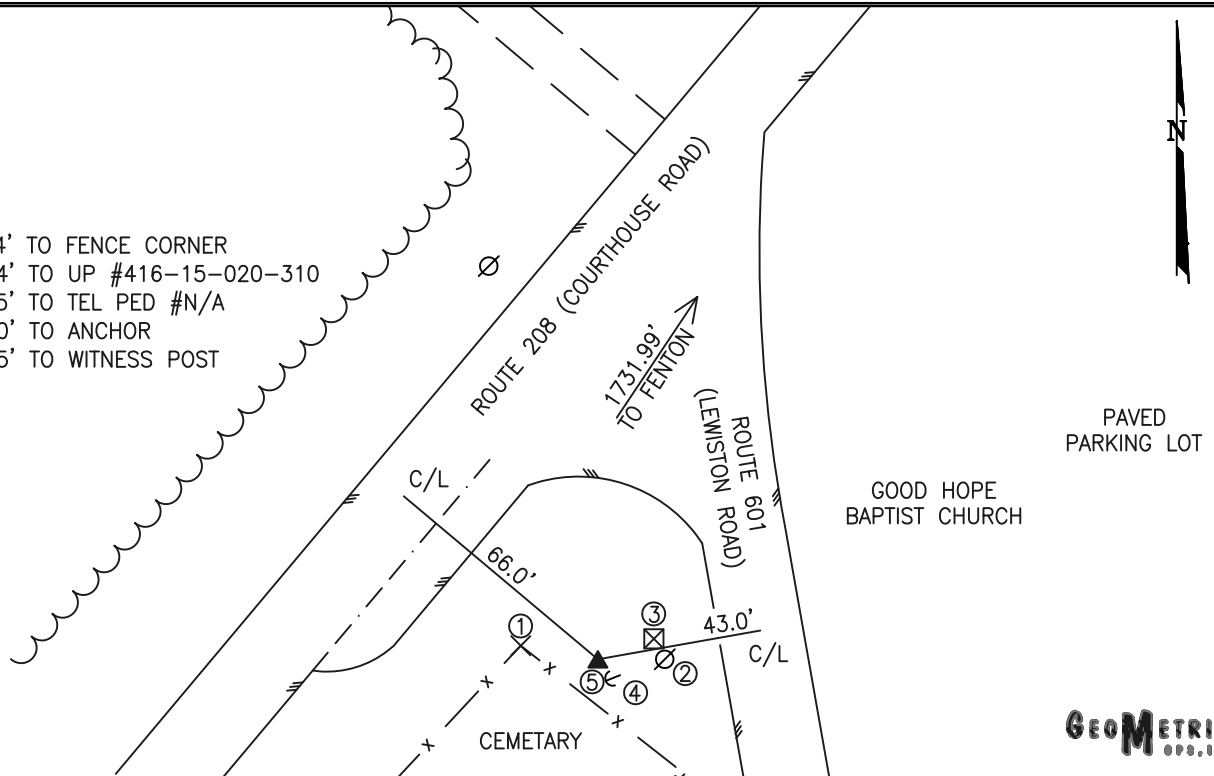 N
4' TO FENCE CORNER
4' TO UP #416-15-020-310
5' TO TEL PED #N/A
0' TO ANCHOR
5' TO WITNESS POST
ROUTE 208 (COURTHOUSE ROAD)
1731.99'
TO FENTON
ROUTE 601
(LEWISTON ROAD)
PAVED
PARKING LOT
GOOD HOPE
BAPTIST CHURCH
C/L
66.0'
1
3
43.0'
C/L
2
5
4
CEMETARY
GEOMETRI
GPS, I